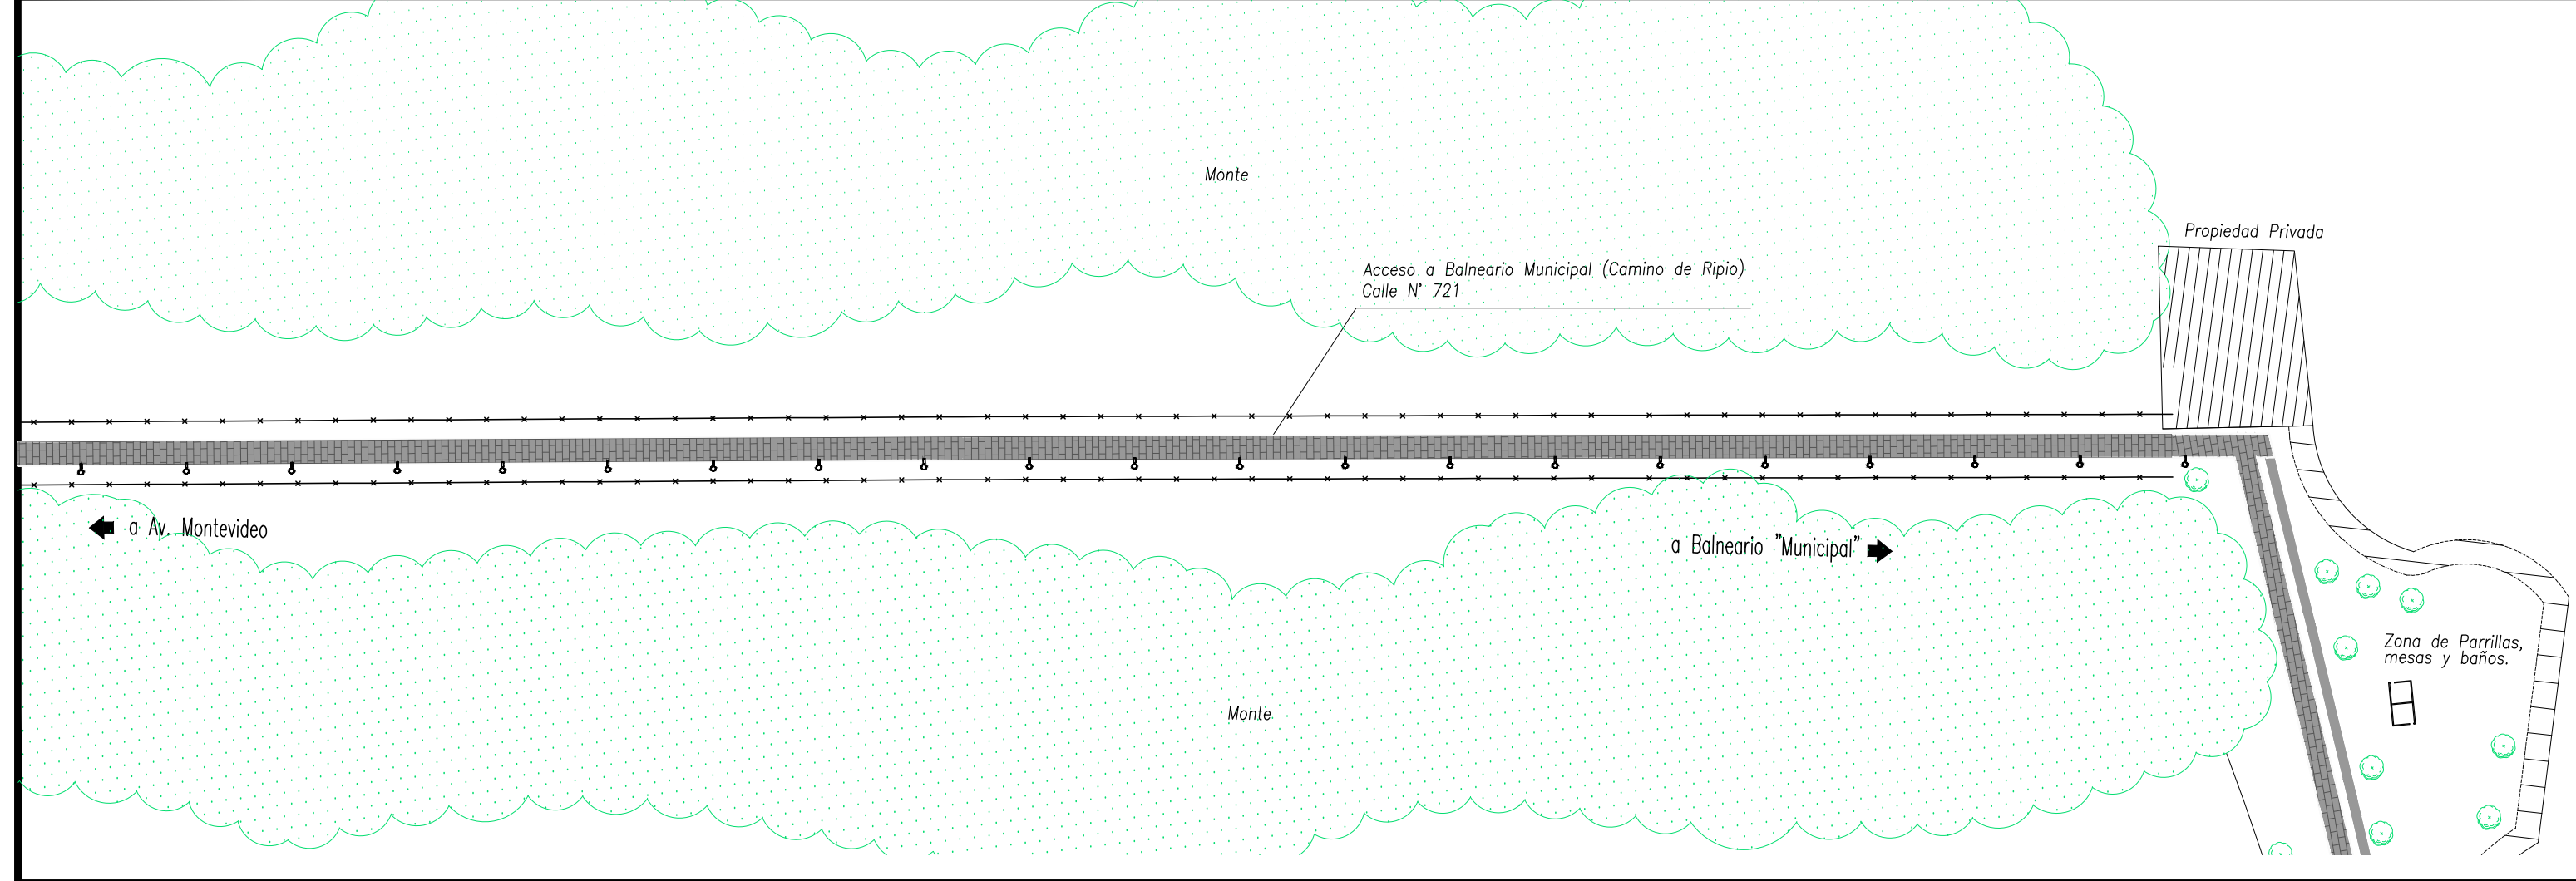 Monte
Propiedad Privada
Acceso a Balneario Municipal (Camino de Ripio)
Calle N° 721
a Av. Montevideo
a Balneario "Municipal"
Zona de Parrillas,
mesas y baños.
Monte